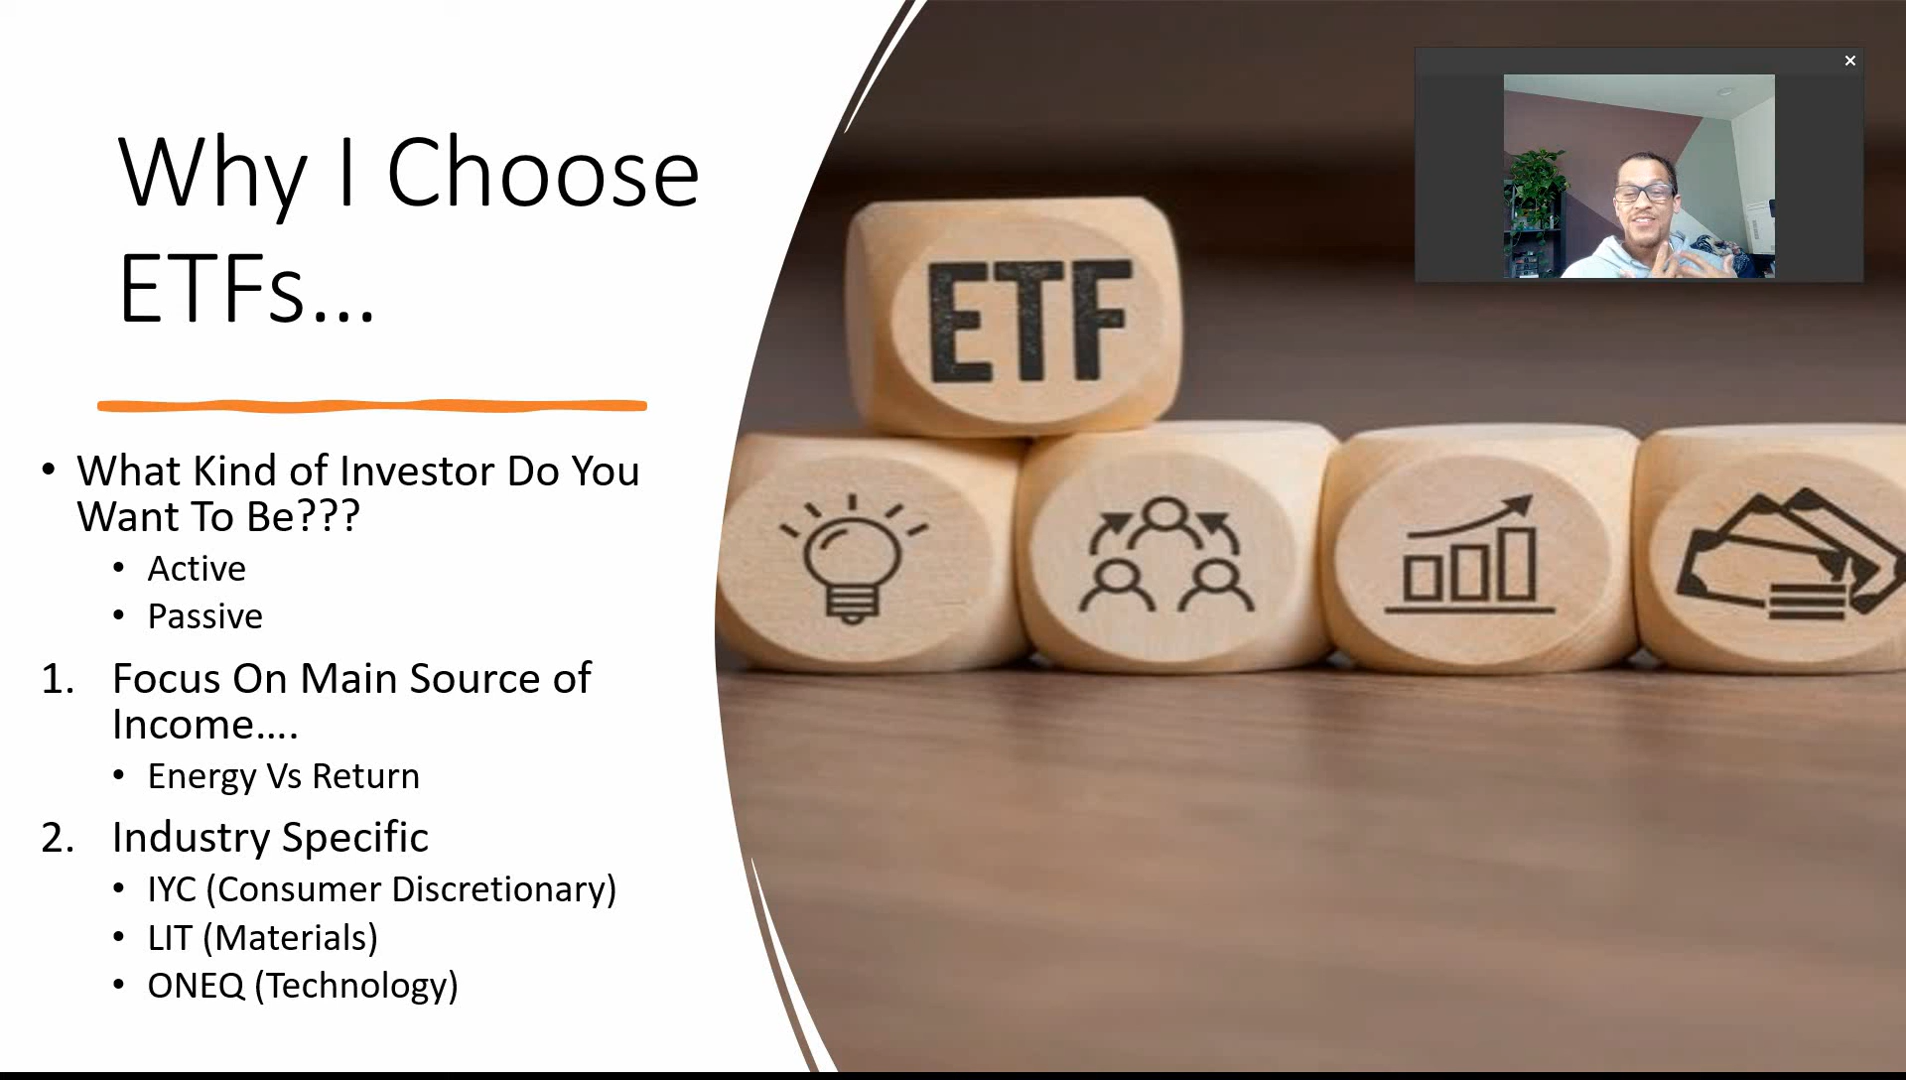 Why I Choose
ETFs...
• What Kind of Investor Do You
Want To Be???
• Active
• Passive
1. Focus On Main Source of
Income....
• Energy Vs Return
2. Industry Specific
• IYC (Consumer Discretionary)
• LIT (Materials)
• ONEQ (Technology)
ETF